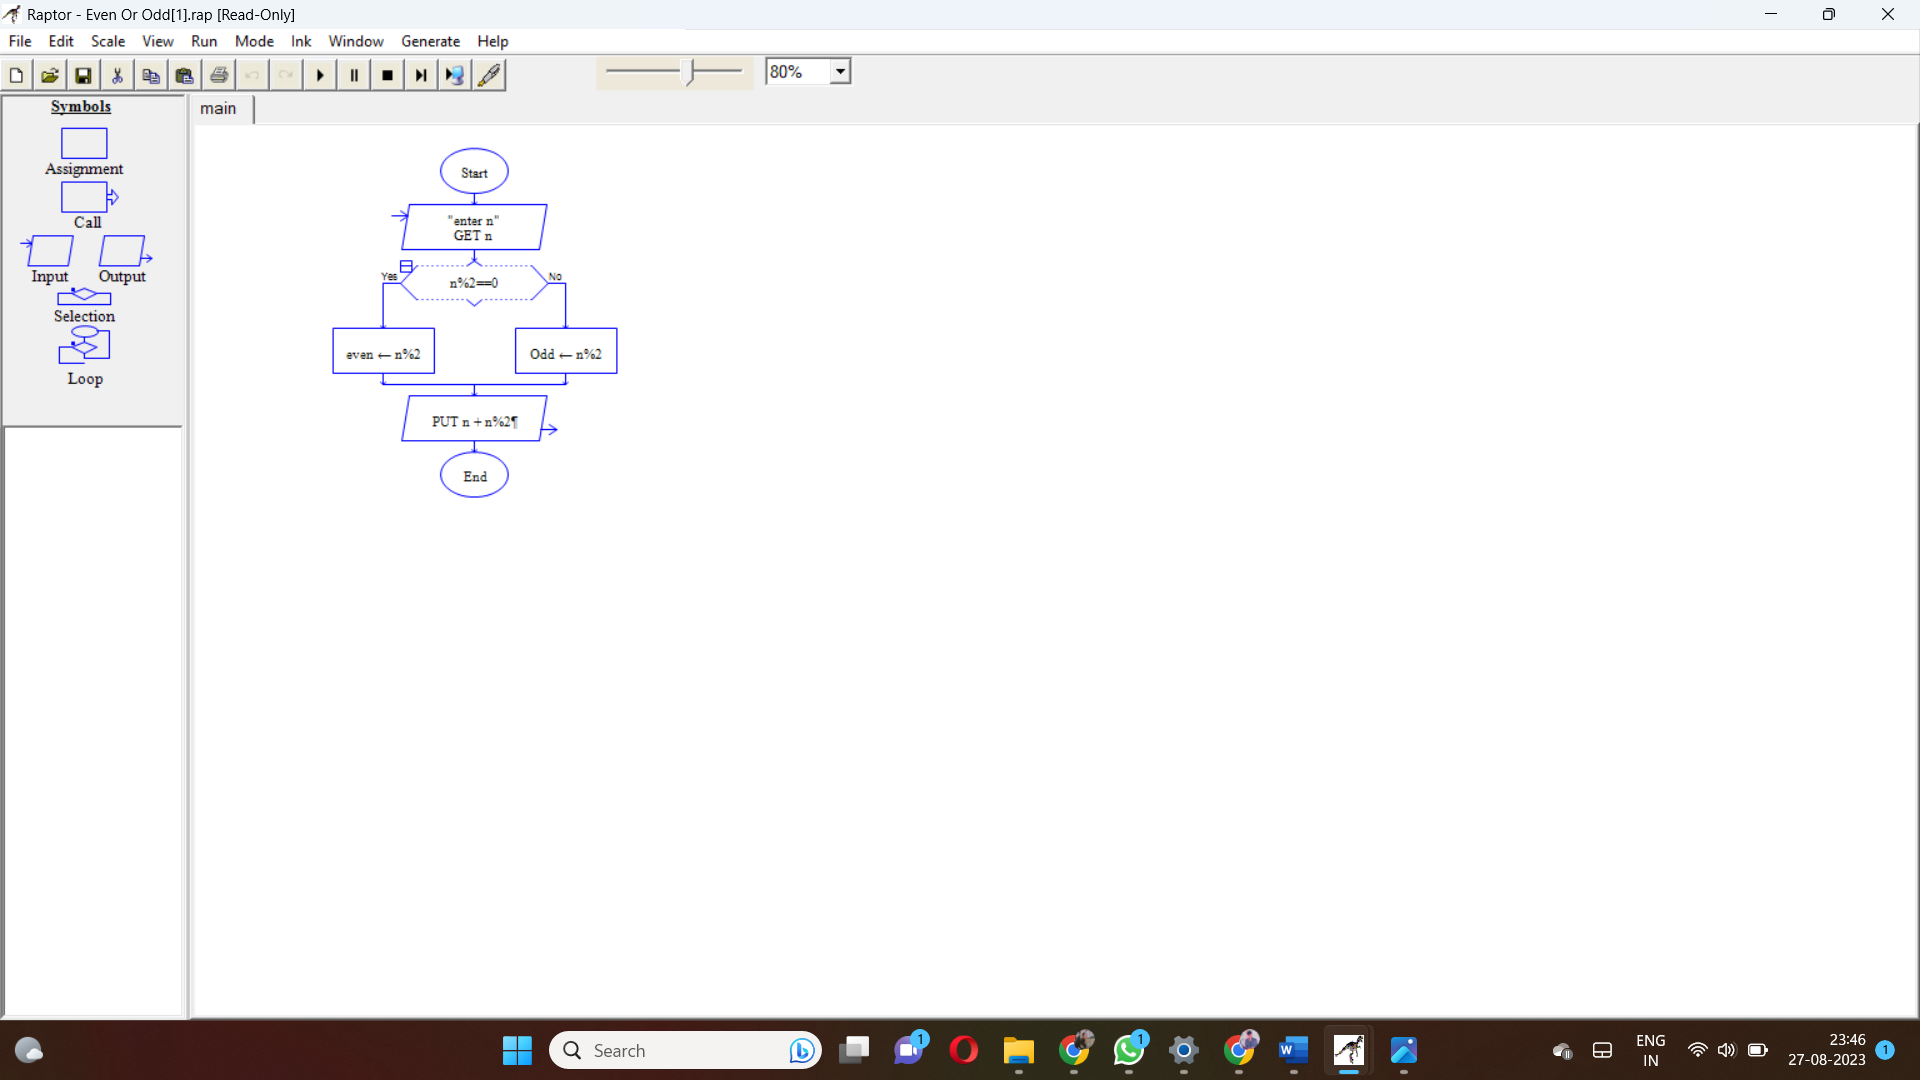 Raptor - Even Or Odd[1].rap [Read-Only]
File Edit Scale View Run Mode Ink Window Generate Help
80%
Symbols
Assignment
Call
Input Output
Selection
Loop
main
Start
"enter n"
GET n
Yes
n%2==0
No
even ← n%2
Odd ← n%2
PUT n + n%2¶
End
Search
1
1
W
ENG
IN
23:46
27-08-2023
1